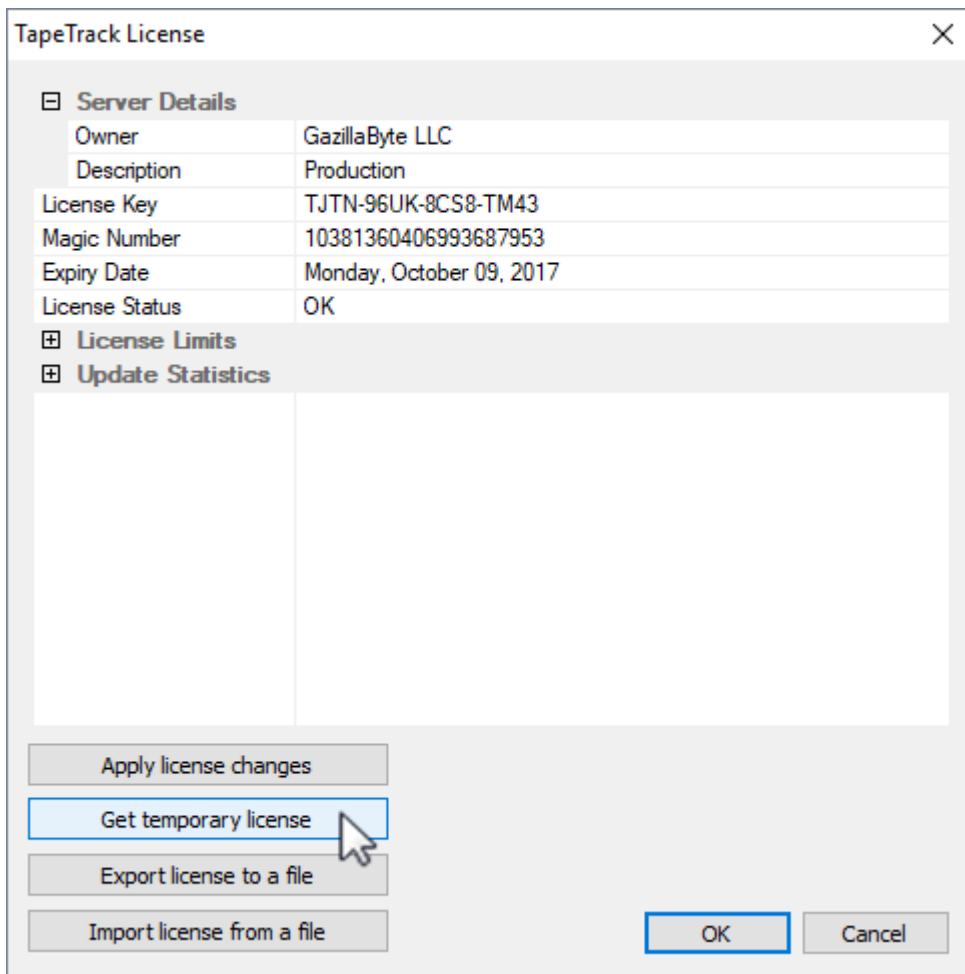 TapeTrack License
Server Details
Owner GazillaByte LLC
Description Production
License Key TJTN-96UK-8CS8-TM43
Magic Number 10381360406993687953
Expiry Date Monday, October 09, 2017
License Status OK
License Limits
Update Statistics
Apply license changes
Get temporary license
Export license to a file
Import license from a file
OK Cancel